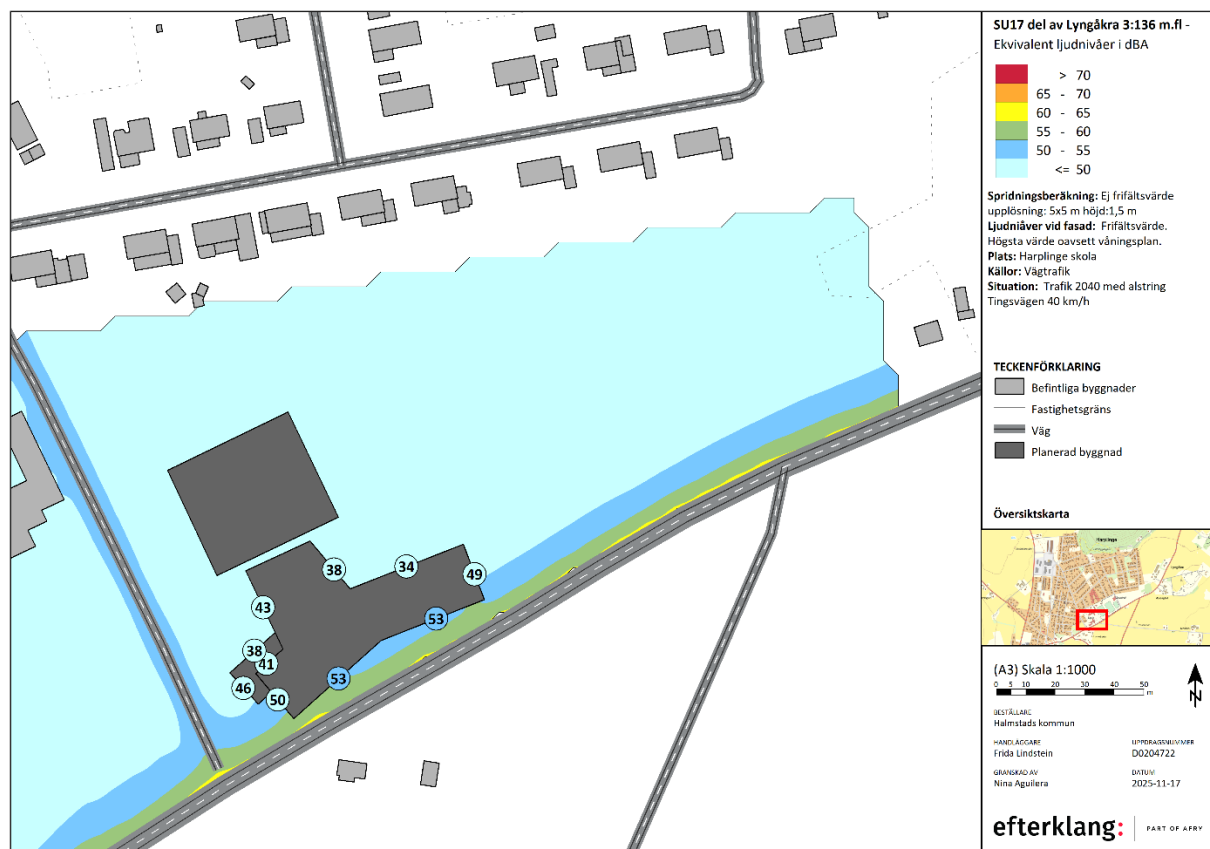 SU17 del av Lyngåkra 3:136 m.fl -
Ekvivalent ljudnivåer i dBA
> 70
65 - 70
60 - 65
55 - 60
50 - 55
<= 50
Spridningsberäkning: Ej frifältsvärde
upplösning: 5x5 m höjd:1,5 m
Ljudniåver vid fasad: Frifältsvärde.
Högsta värde oavsett våningsplan.
Plats: Harplinge skola
Källor: Vägtrafik
Situation: Trafik 2040 med alstring
Tingsvägen 40 km/h
TECKENFÖRKLARING
Befintliga byggnader
Fastighetsgräns
Väg
Planerad byggnad
Översiktskarta
Harplinge
(A3) Skala 1:1000
0 5 10 20 30 40 50
m
N
BESTÄLLARE
Halmstads kommun
HANDLÄGGARE
Frida Lindstein
UPPDRAGSNUMMER
D0204722
GRANSKAD AV
Nina Aguilera
DATUM
2025-11-17
efterklang: PART OF AFRY
38
34
49
43
53
38
41
46
50
53